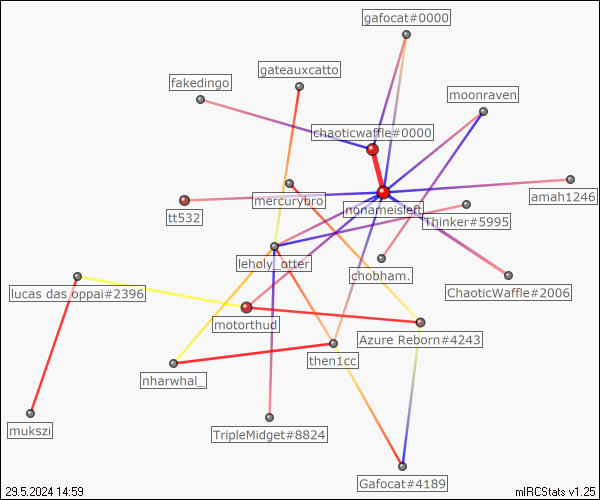 gafocat#0000
gateauxcatto
fakedingo
moonraven
chaoticwaffle#0000
mercurybro
amah1246
nonameisleft
tt532
Thinker#5995
leholy_otter
chobham.
lucas das oppai#2396
ChaoticWaffle#2006
motorthud
Azure Reborn#4243
then1cc
nharwhal_
mukszi
TripleMidget#8824
Gafocat#4189
29.5.2024 14:59
mIRCStats v1.25